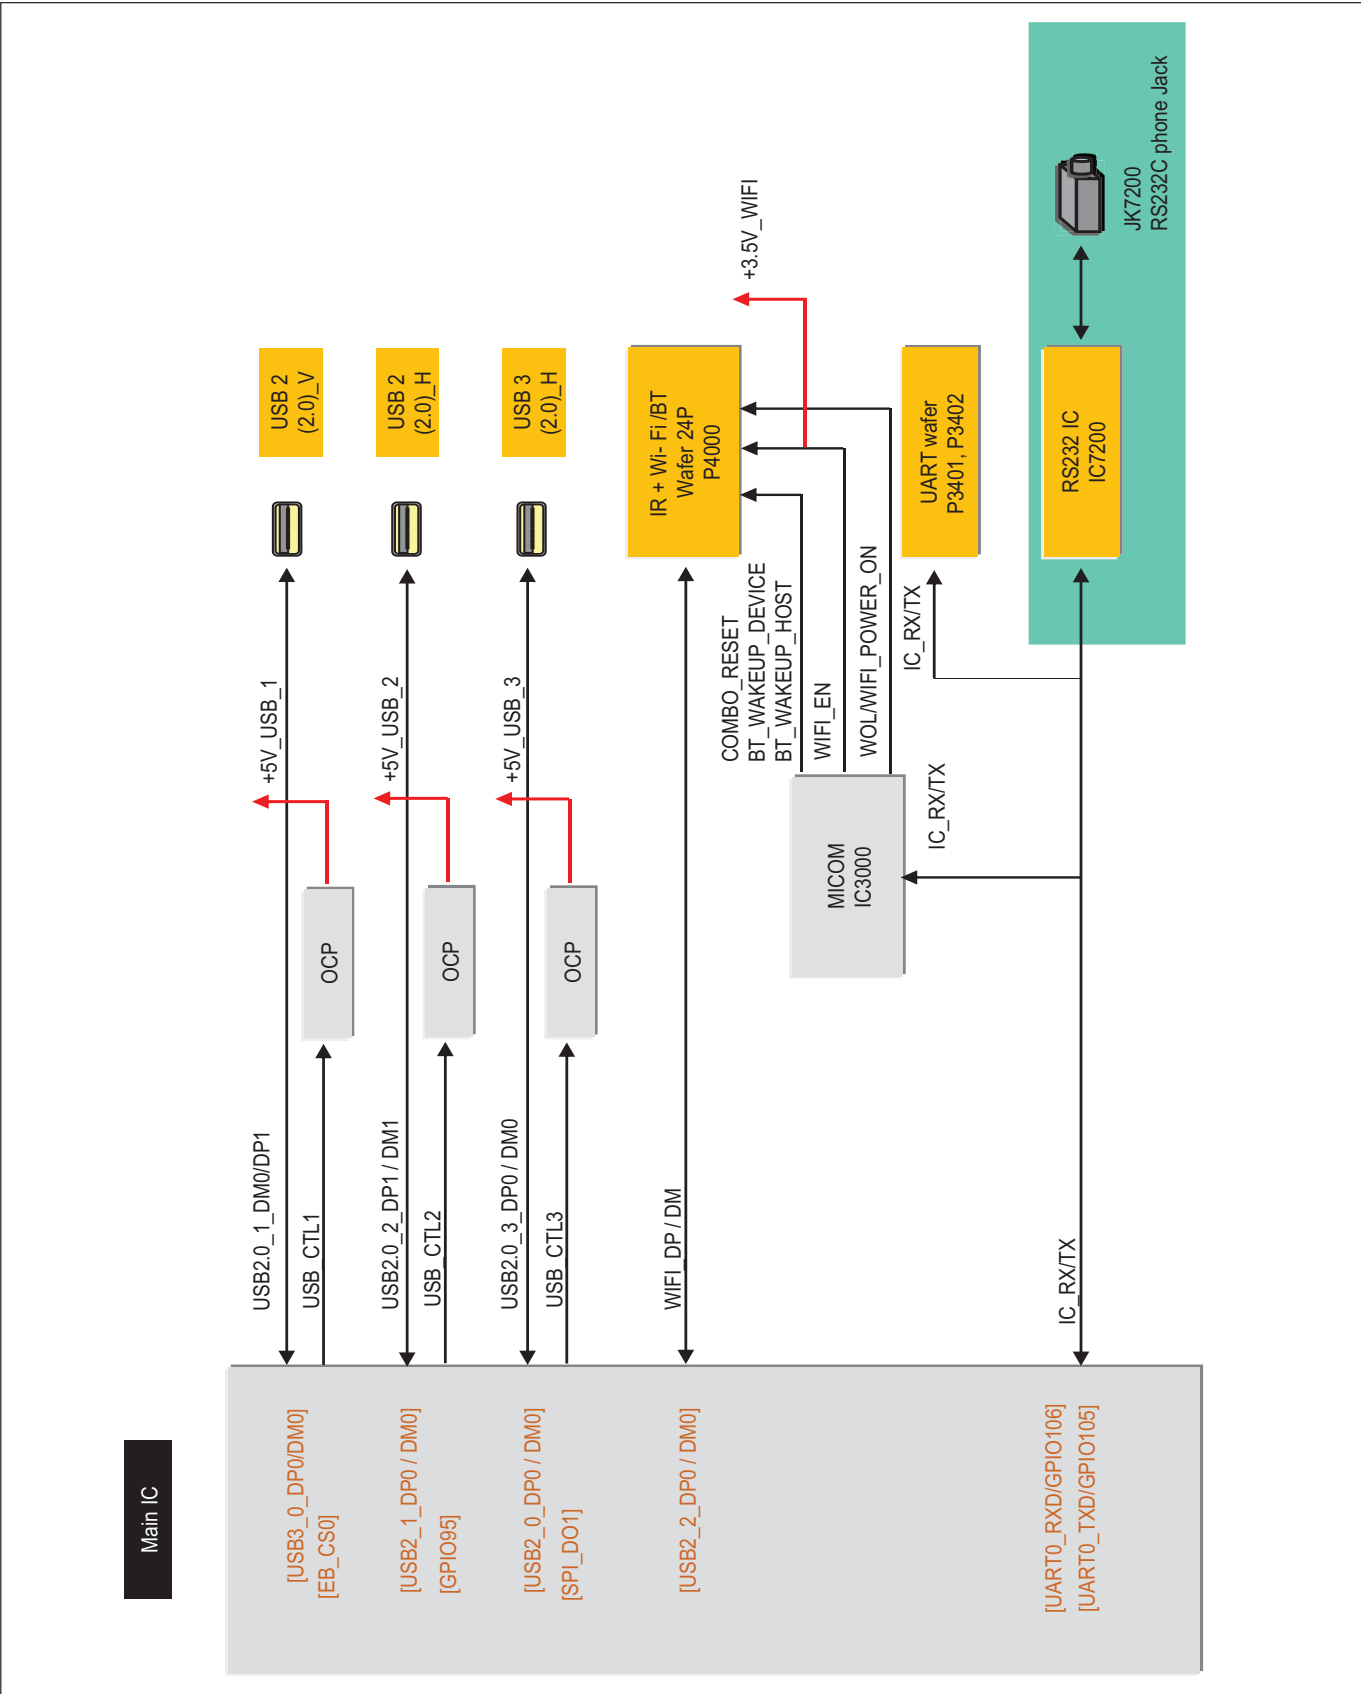 Main IC
[USB3_0_DP0/DM0]
[EB_CS0]
[USB2_1_DP0 / DM0]
[GPIO95]
[USB2_0_DP0 / DM0]
[SPI_DO1]
[USB2_2_DP0 / DM0]
[UART0_RXD/GPIO106]
[UART0_TXD/GPIO105]
USB2.0_1_DM0/DP1
USB_CTL1
OCP
+5V_USB_1
USB 2
(2.0)_V
USB2.0_2_DP1 / DM1
USB_CTL2
OCP
+5V_USB_2
USB 2
(2.0)_H
USB2.0_3_DP0 / DM0
USB_CTL3
OCP
+5V_USB_3
USB 3
(2.0)_H
WIFI_DP / DM
IR + Wi- Fi /BT
Wafer 24P
P4000
+3.5V_WIFI
COMBO_RESET
BT_WAKEUP_DEVICE
BT_WAKEUP_HOST
WIFI_EN
WOL/WIFI_POWER_ON
MICOM
IC3000
IC_RX/TX
IC_RX/TX
UART wafer
P3401, P3402
IC_RX/TX
RS232 IC
IC7200
JK7200
RS232C phone Jack